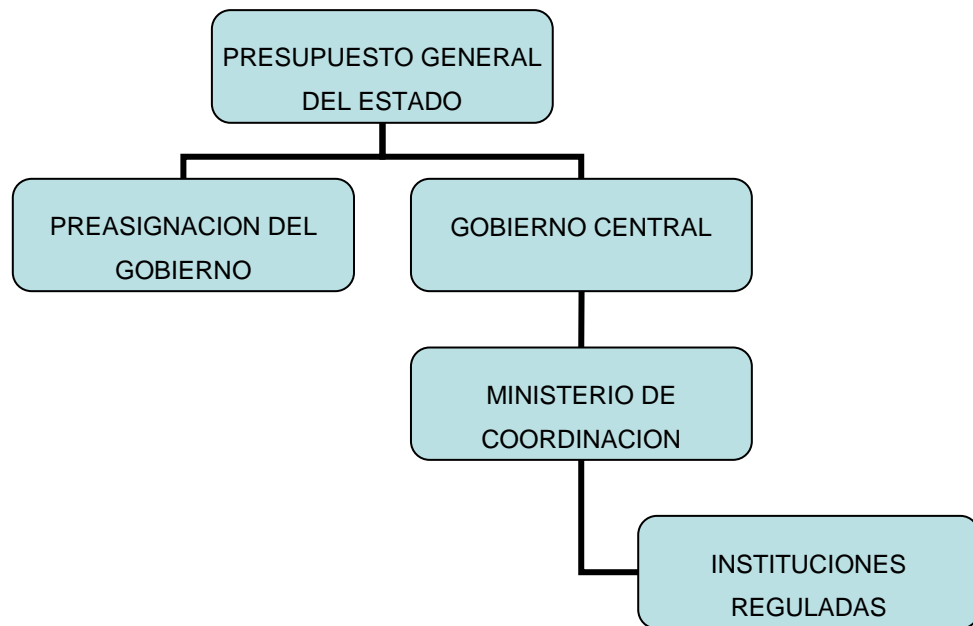 PRESUPUESTO GENERAL
DEL ESTADO
PREASIGNACION DEL
GOBIERNO
GOBIERNO CENTRAL
MINISTERIO DE
COORDINACION
INSTITUCIONES
REGULADAS